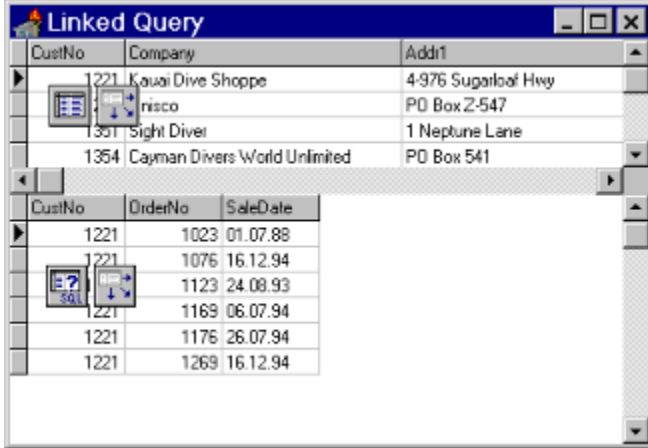 Linked Query
CustNo Company Addr1
1221 Kauai Dive Shoppe 4-976 Sugarloaf Hwy
nisco PO Box Z-547
1351 Sight Diver 1 Neptune Lane
1354 Cayman Divers World Unlimited PO Box 541
CustNo OrderNo SaleDate
1221 1023 01.07.88
1221 1076 16.12.94
1123 24.08.93
1221 1169 06.07.94
1221 1176 26.07.94
1221 1269 16.12.94
SQL